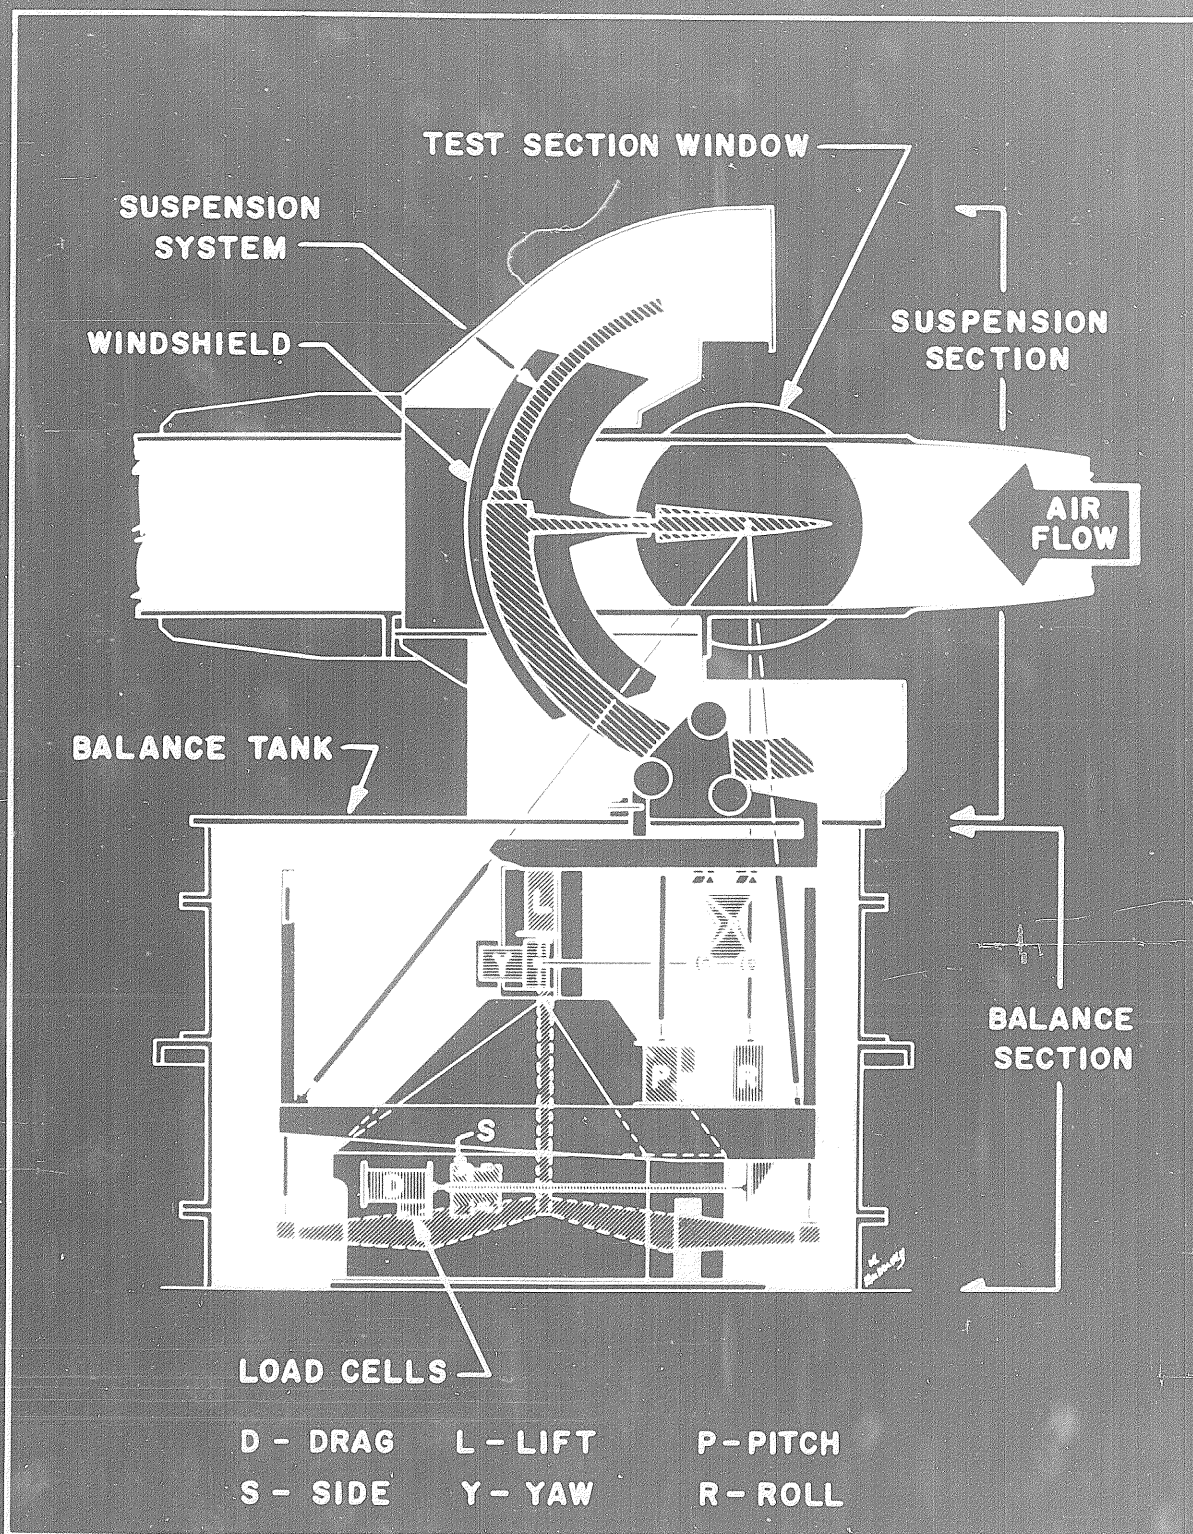 TEST SECTION WINDOW
SUSPENSION
SYSTEM
SUSPENSION
SECTION
WINDSHIELD
AIR
FLOW
BALANCE TANK
L
Y
BALANCE
SECTION
P
R
S
D
LOAD CELLS
D - DRAG
L - LIFT
P - PITCH
S - SIDE
Y - YAW
R - ROLL